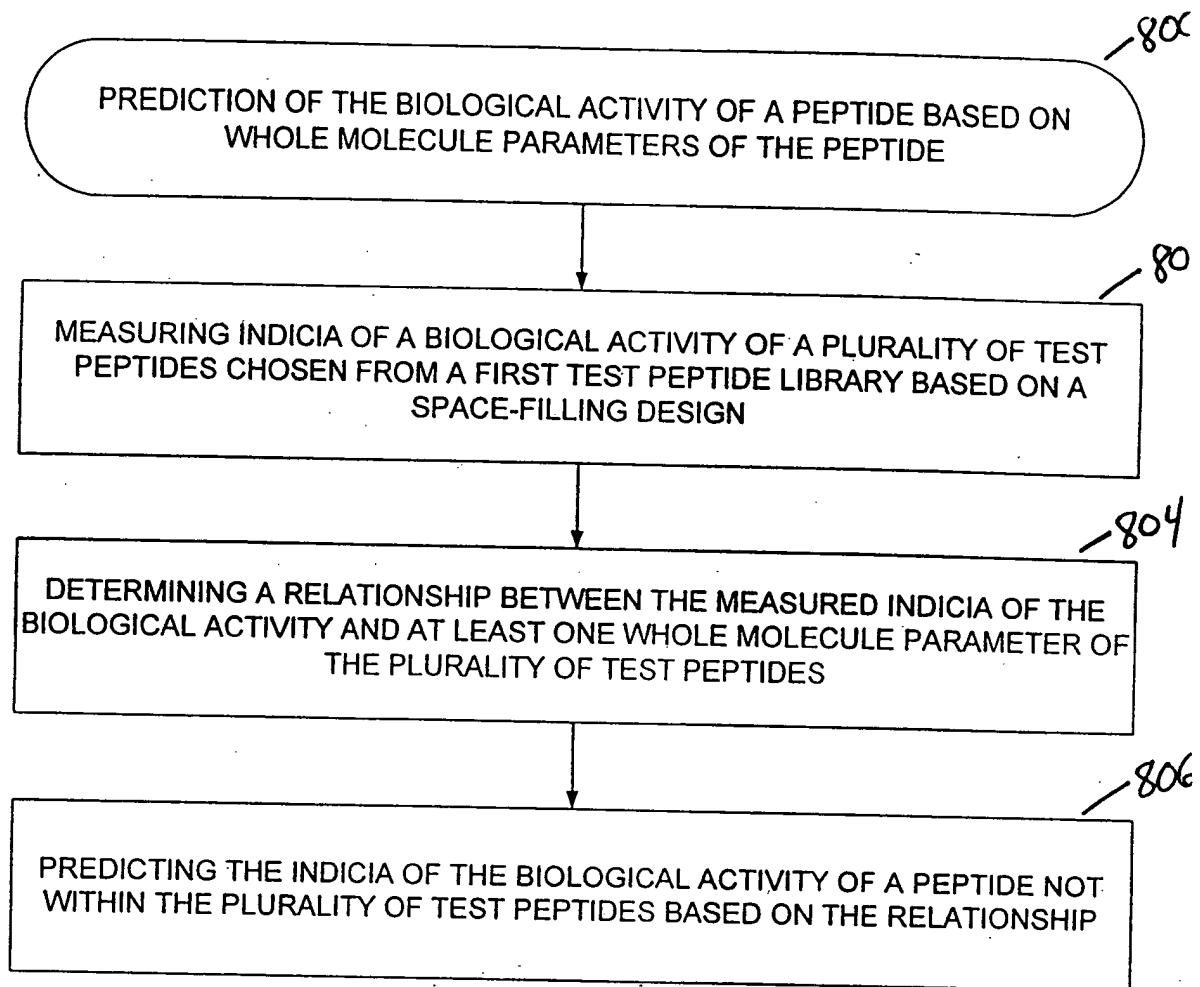 800
PREDICTION OF THE BIOLOGICAL ACTIVITY OF A PEPTIDE BASED ON
WHOLE MOLECULE PARAMETERS OF THE PEPTIDE
80
MEASURING INDICIA OF A BIOLOGICAL ACTIVITY OF A PLURALITY OF TEST
PEPTIDES CHOSEN FROM A FIRST TEST PEPTIDE LIBRARY BASED ON A
SPACE-FILLING DESIGN
804
DETERMINING A RELATIONSHIP BETWEEN THE MEASURED INDICIA OF THE
BIOLOGICAL ACTIVITY AND AT LEAST ONE WHOLE MOLECULE PARAMETER OF
THE PLURALITY OF TEST PEPTIDES
806
PREDICTING THE INDICIA OF THE BIOLOGICAL ACTIVITY OF A PEPTIDE NOT
WITHIN THE PLURALITY OF TEST PEPTIDES BASED ON THE RELATIONSHIP